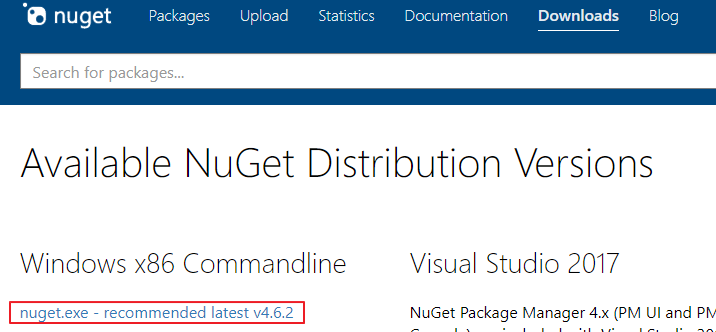 nuget Packages Upload Statistics Documentation Downloads Blog
Search for packages...
Available NuGet Distribution Versions
Windows x86 Commandline
nuget.exe - recommended latest v4.6.2
Visual Studio 2017
NuGet Package Manager 4.x (PM UI and PM